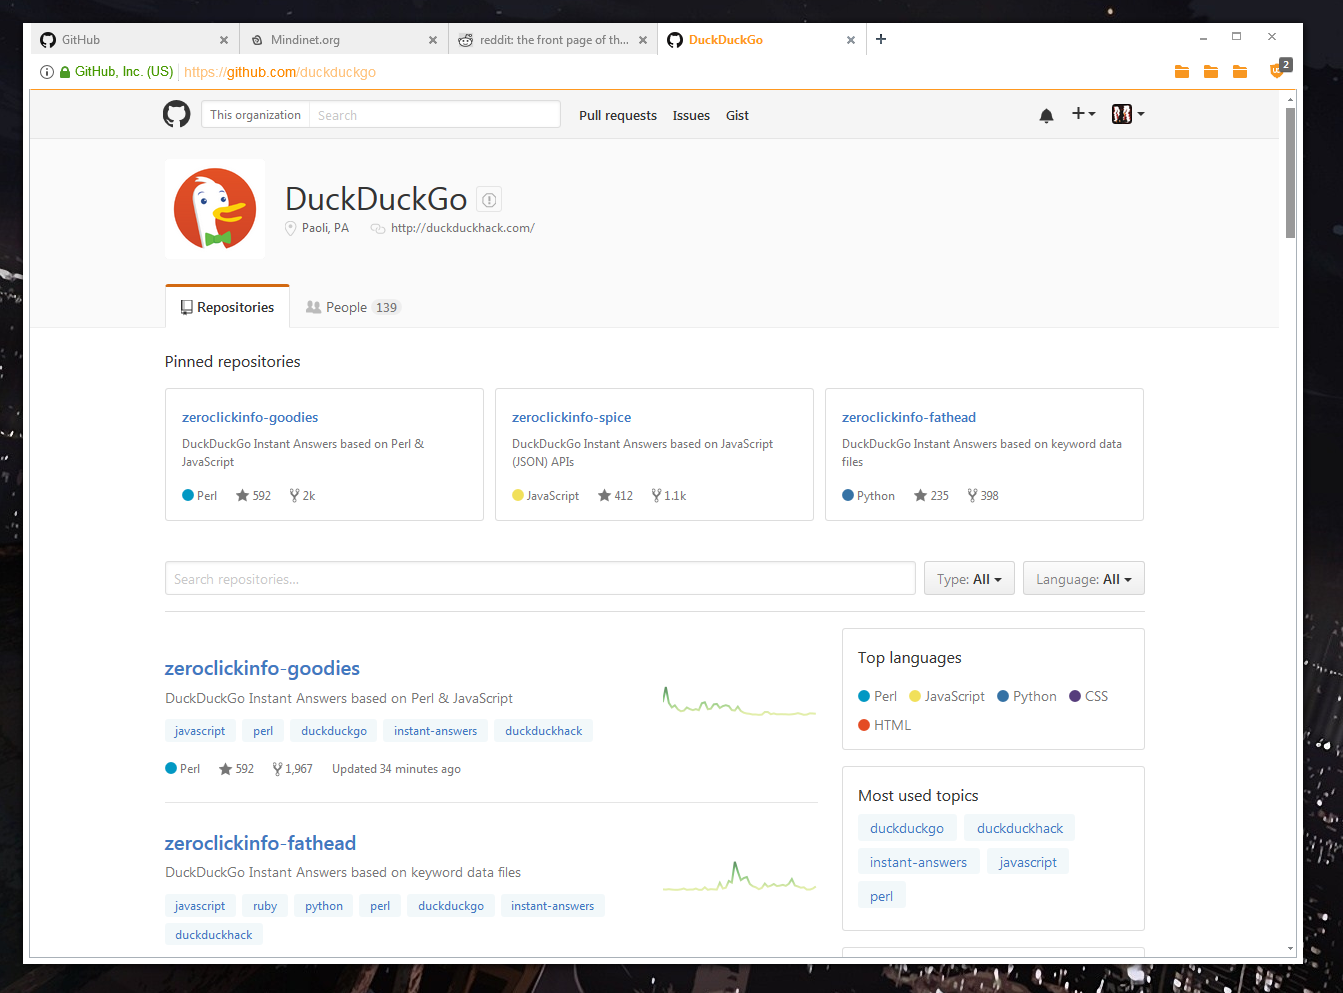 GitHub
Mindinet.org
reddit: the front page of th...
DuckDuckGo
GitHub, Inc. (US)
https://github.com/duckduckgo
2
This organization
Search
Pull requests
Issues
Gist
DuckDuckGo
Paoli, PA
http://duckduckhack.com/
Repositories
People 139
Pinned repositories
zeroclickinfo-goodies
DuckDuckGo Instant Answers based on Perl &
JavaScript
Perl 592 2k
zeroclickinfo-spice
DuckDuckGo Instant Answers based on JavaScript
(JSON) APIs
JavaScript 412 1.1k
zeroclickinfo-fathead
DuckDuckGo Instant Answers based on keyword data
files
Python 235 398
Search repositories...
Type: All
Language: All
zeroclickinfo-goodies
DuckDuckGo Instant Answers based on Perl & JavaScript
javascript perl duckduckgo instant-answers duckduckhack
Perl 592 1,967 Updated 34 minutes ago
zeroclickinfo-fathead
DuckDuckGo Instant Answers based on keyword data files
javascript ruby python perl duckduckgo instant-answers
duckduckhack
Top languages
Perl JavaScript Python CSS
HTML
Most used topics
duckduckgo duckduckhack
instant-answers javascript
perl